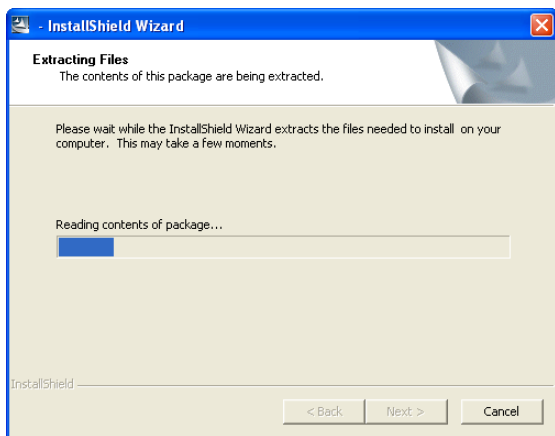 - InstallShield Wizard
Extracting Files
The contents of this package are being extracted.
Please wait while the InstallShield Wizard extracts the files needed to install  on your
computer.  This may take a few moments.
Reading contents of package...
InstallShield
< Back
Next >
Cancel